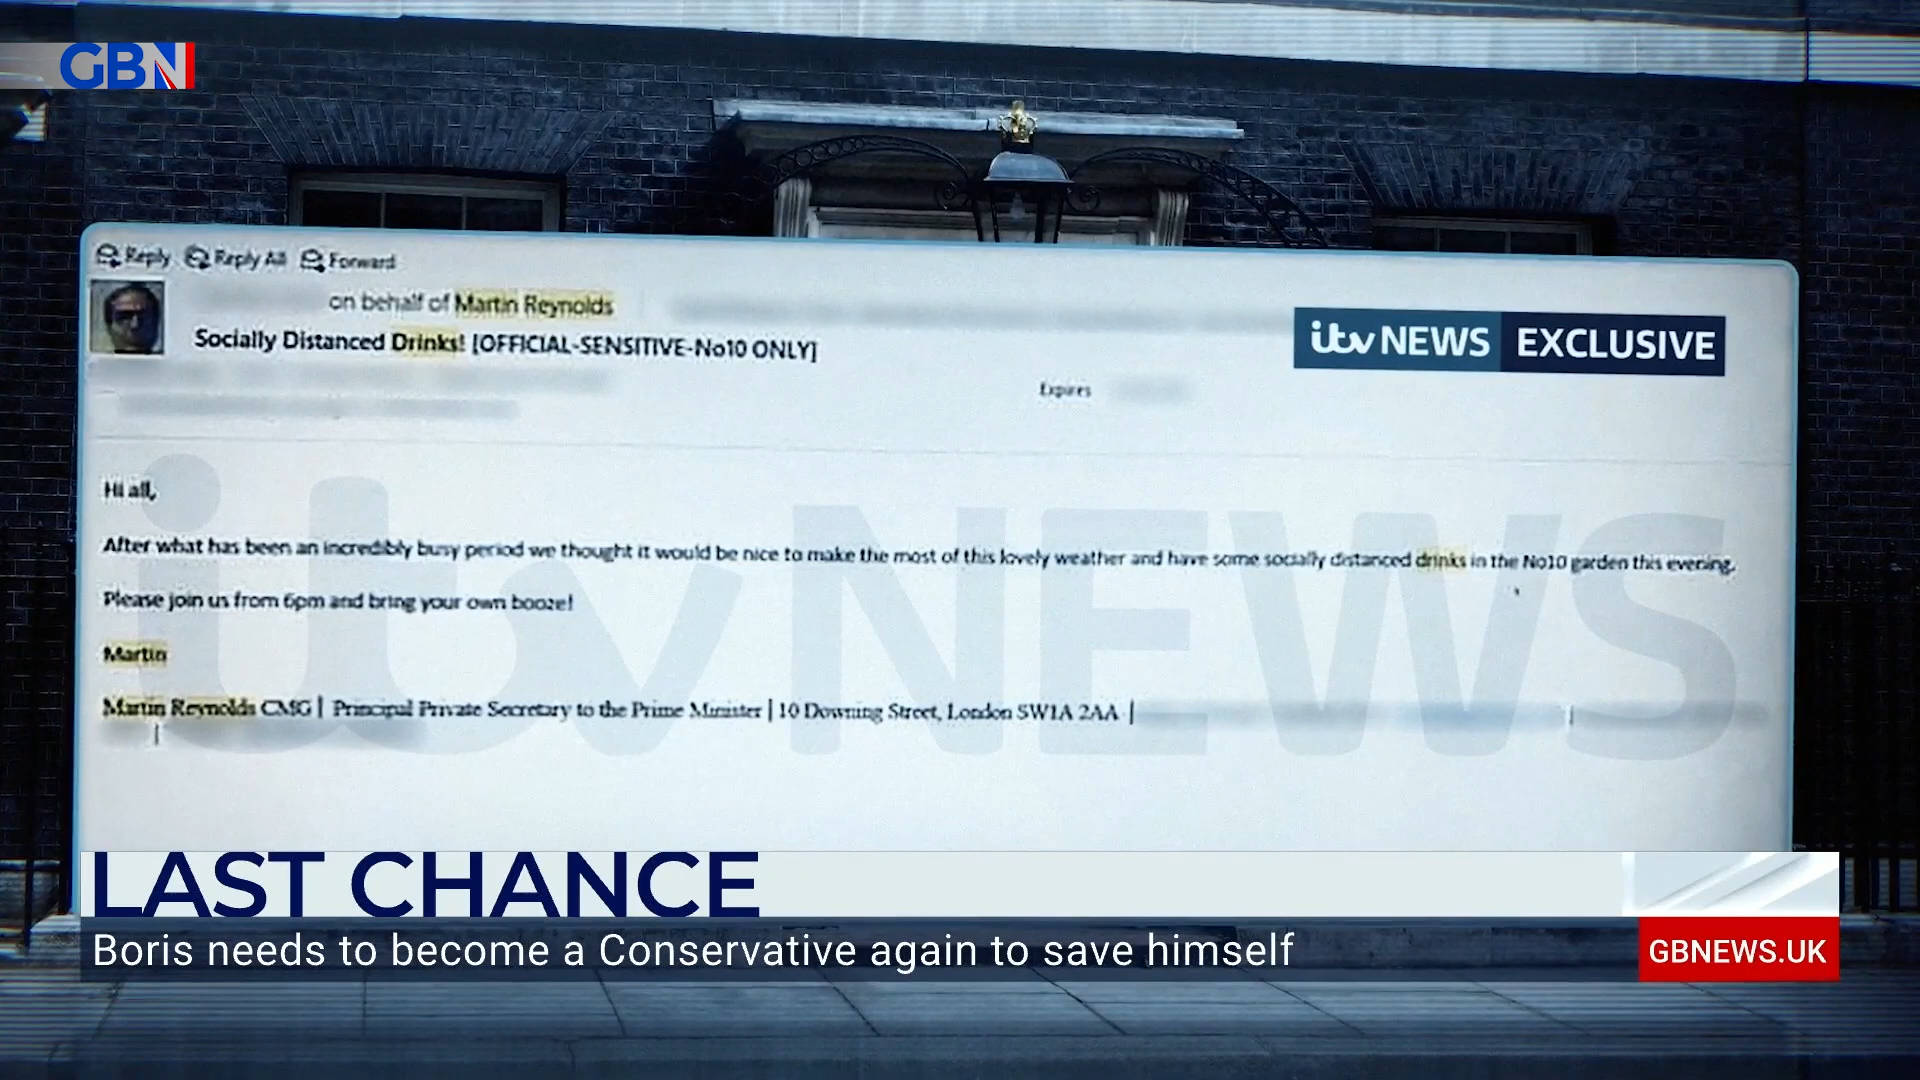 GBN
Reply Reply All Forward
on behalf of Martin Reynolds
Socially Distanced Drinks! [OFFICIAL-SENSITIVE-No10 ONLY]
itv NEWS EXCLUSIVE
Expires
itv NEWS
Hi all,
After what has been an incredibly busy period we thought it would be nice to make the most of this lovely weather and have some socially distanced drinks in the No10 garden this evening.
Please join us from 6pm and bring your own booze!
Martin
Martin Reynolds CMG | Principal Private Secretary to the Prime Minister | 10 Downing Street, London SW1A 2AA |
LAST CHANCE
Boris needs to become a Conservative again to save himself
GBNEWS.UK